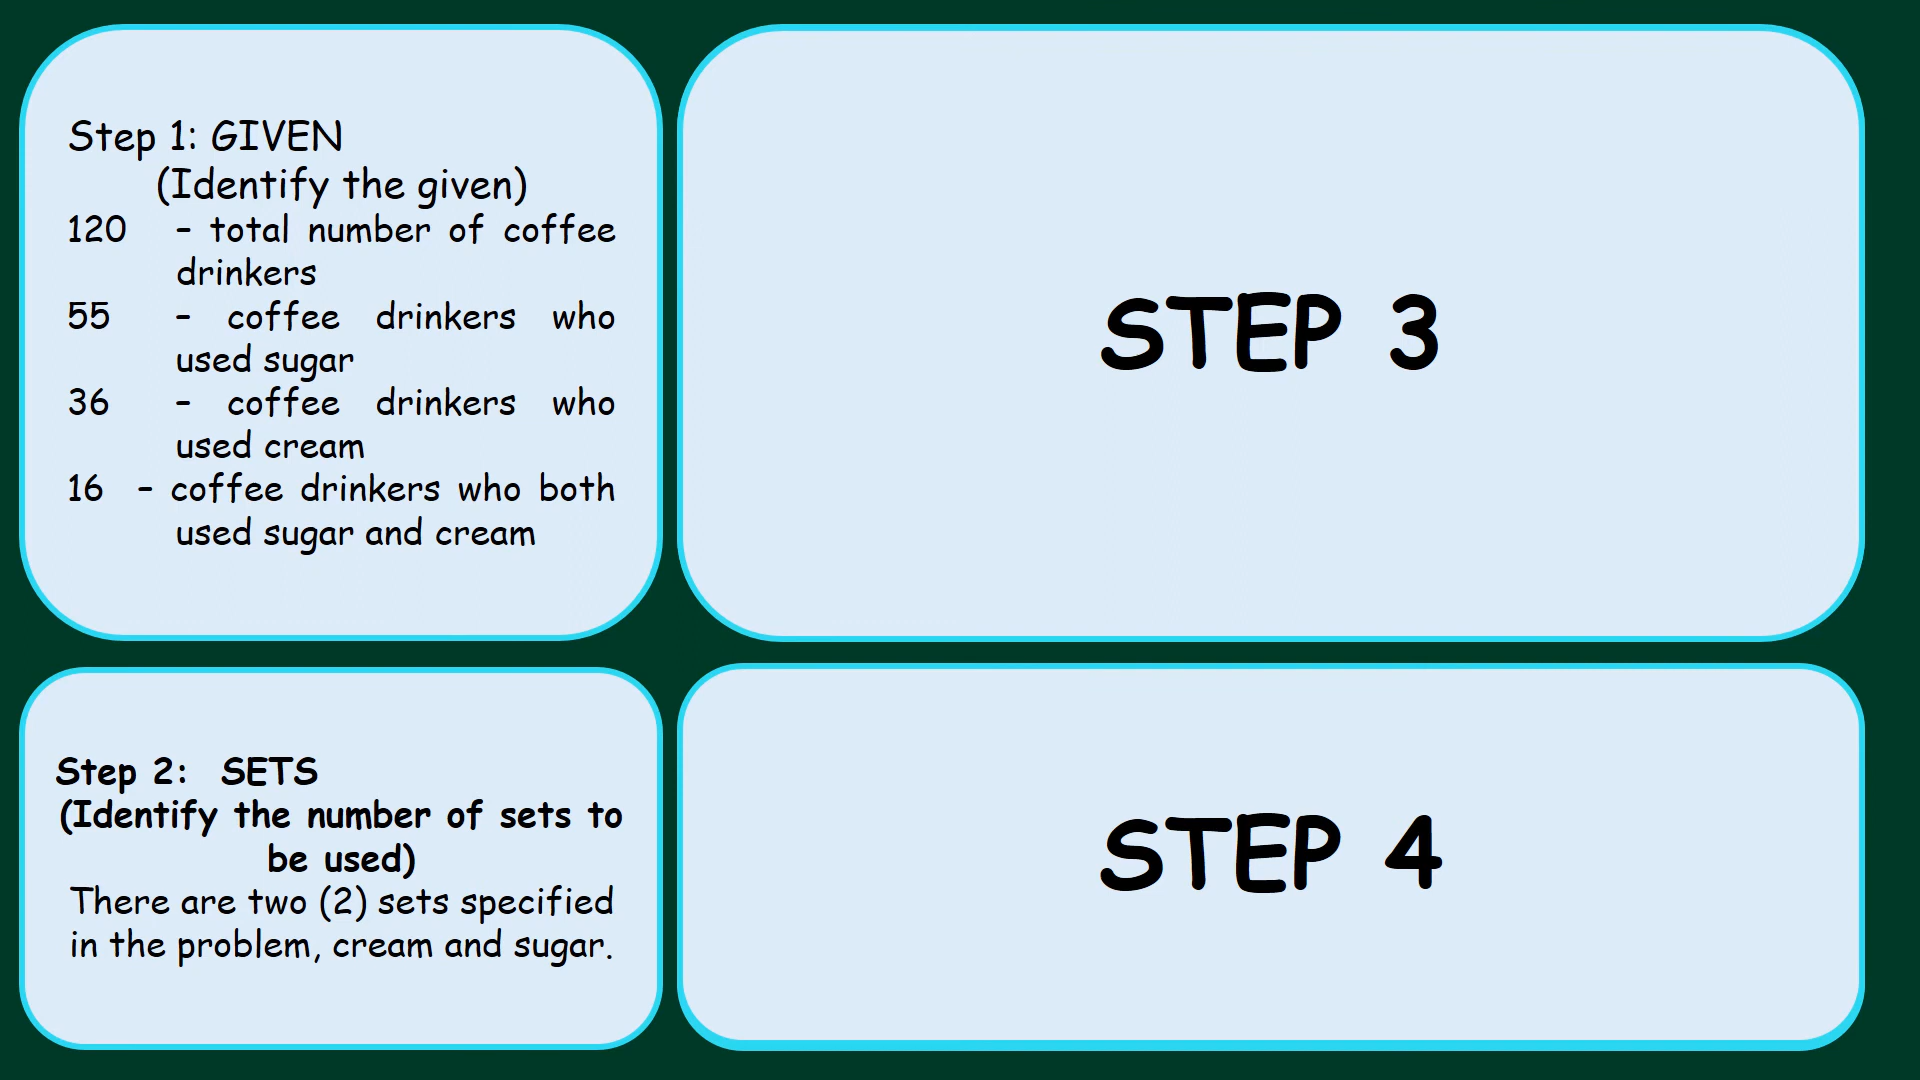 Step 1: GIVEN
(Identify the given)
120 – total number of coffee
drinkers
55 – coffee drinkers who
used sugar
36 – coffee drinkers who
used cream
16 – coffee drinkers who both
used sugar and cream
Step 2: SETS
(Identify the number of sets to
be used)
There are two (2) sets specified
in the problem, cream and sugar.
STEP 3
STEP 4